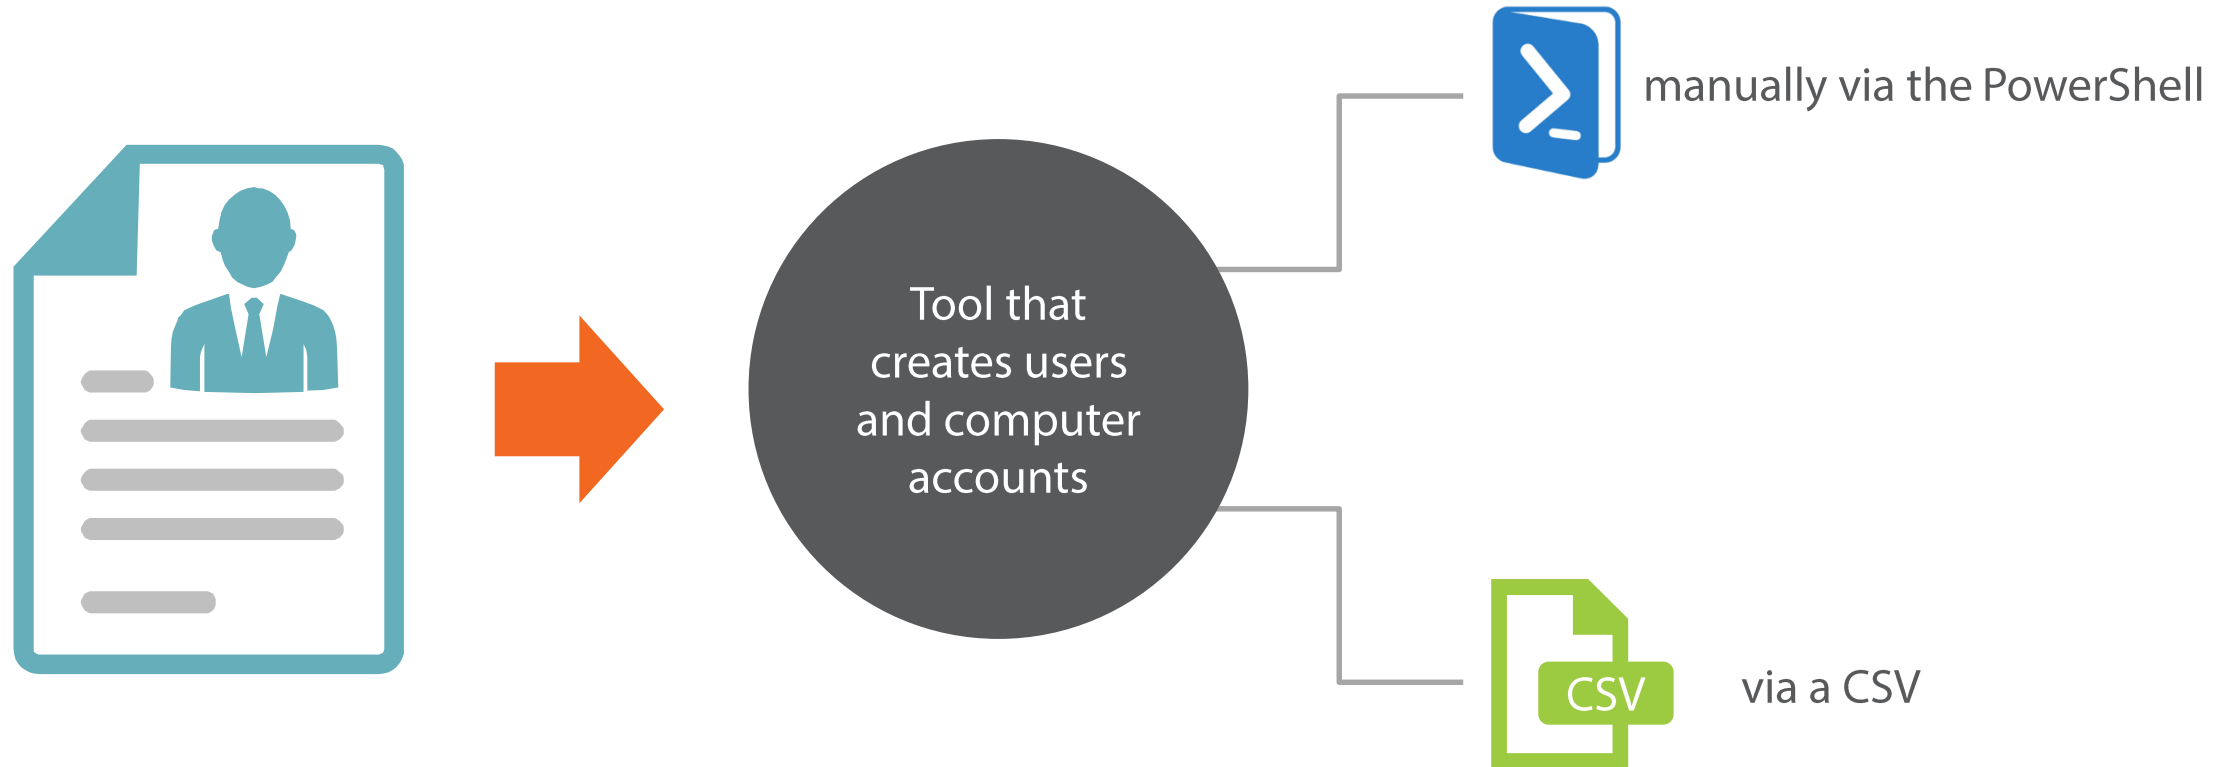 manually via the PowerShell
Tool that
creates users
and computer
accounts
CSV
via a CSV